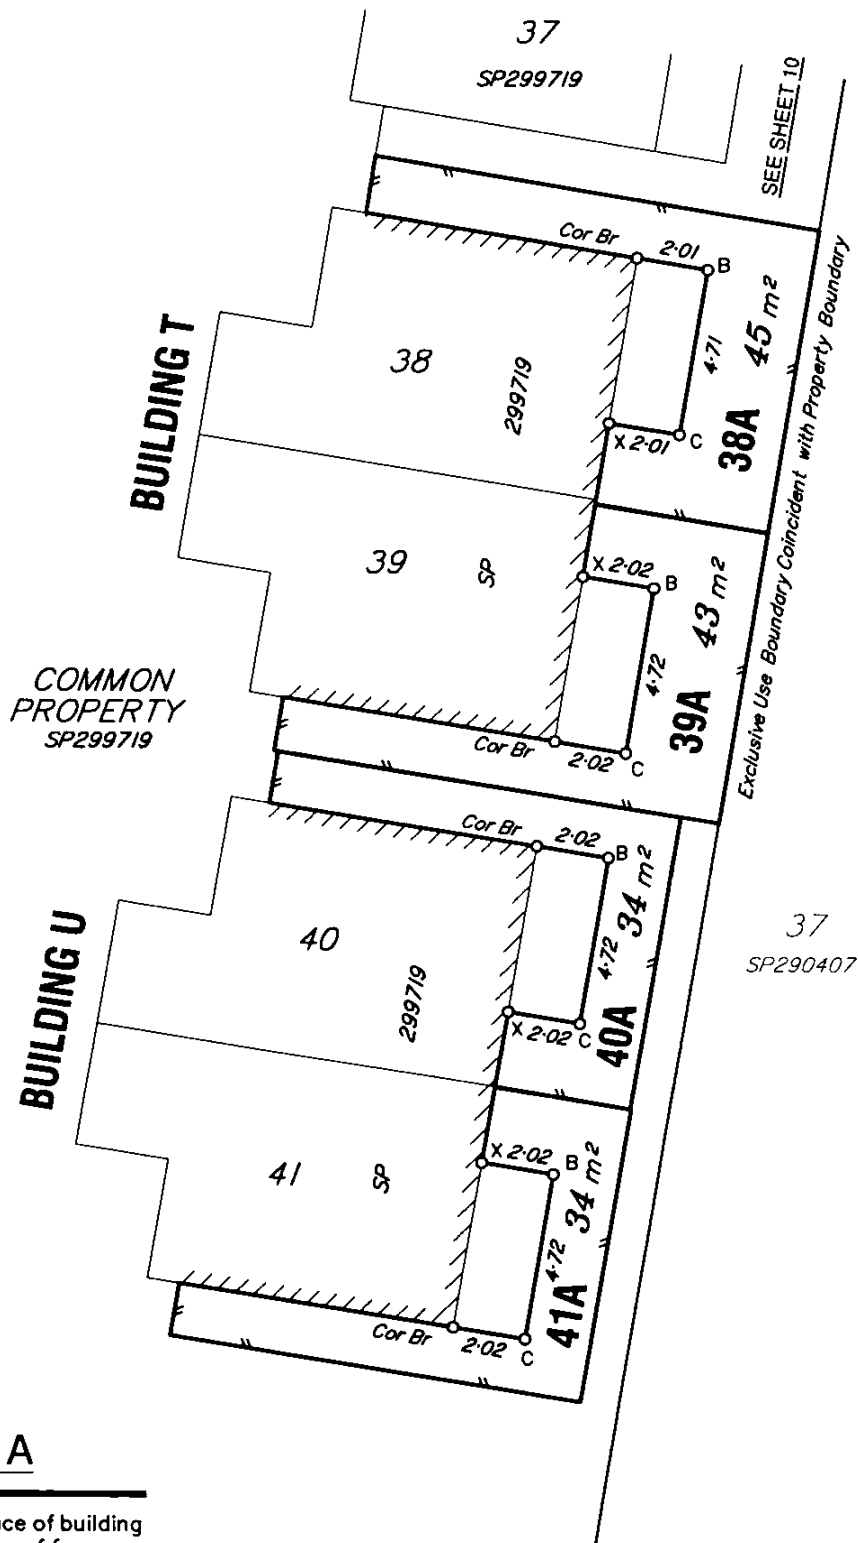 37
SP299719
SEE SHEET 10
Cor Br
2·01
B
45 m²
4·71
38
299719
BUILDING T
X 2·01
C
38A
Exclusive Use Boundary Coincident with Property Boundary
39
SP
X 2·02
B
43 m²
4·72
39A
COMMON
PROPERTY
SP299719
Cor Br
2·02
C
Cor Br
2·02
B
34 m²
4·72
40
299719
BUILDING U
X 2·02
C
40A
37
SP290407
41
SP
X 2·02
B
34 m²
4·72
41A
Cor Br
2·02
C
A
ce of building